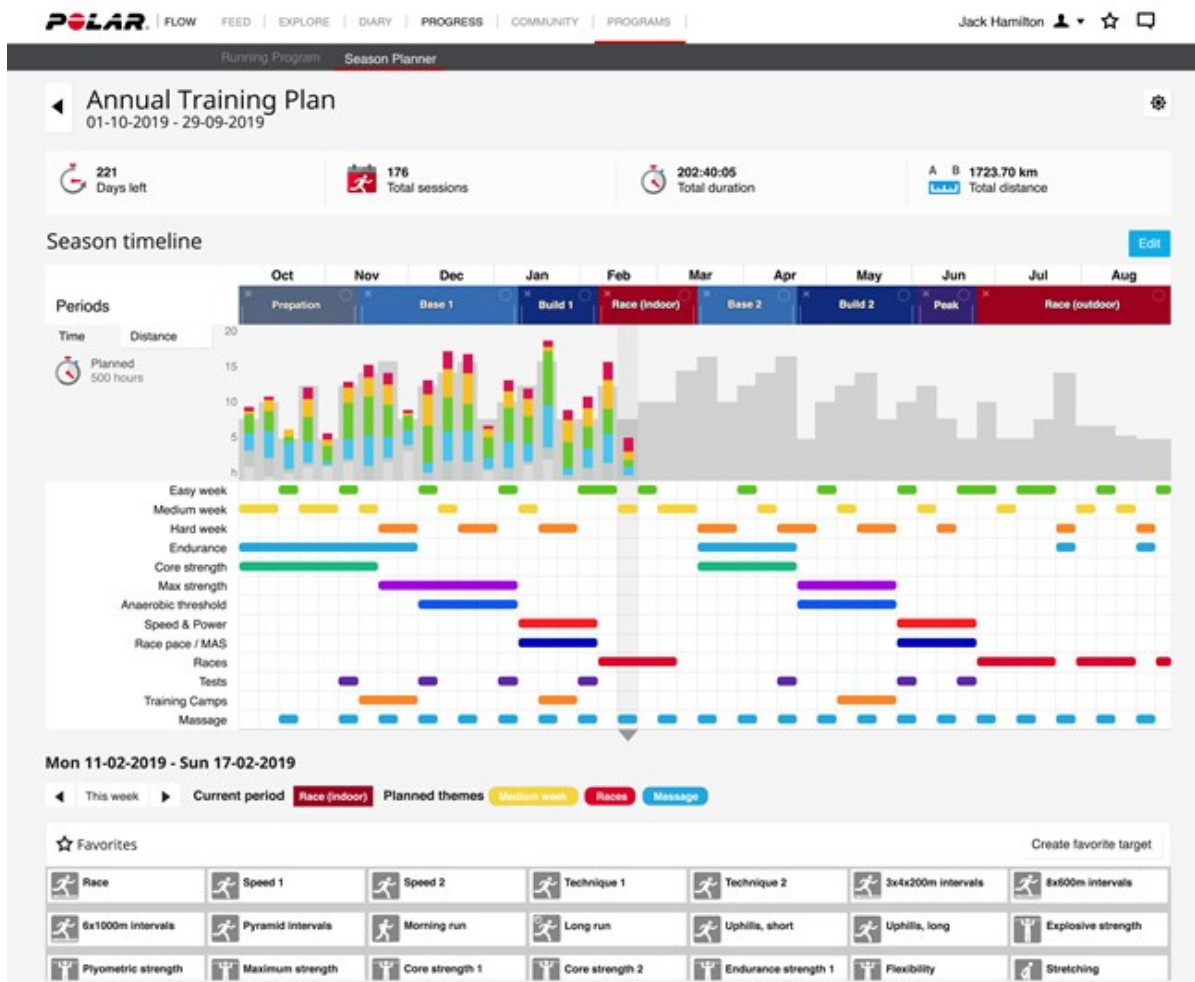 POLAR. FLOW FEED EXPLORE DIARY PROGRESS COMMUNITY PROGRAMS Jack Hamilton
Running Program Season Planner
Annual Training Plan
01-10-2019 - 29-09-2019
221 Days left
176 Total sessions
202:40:05 Total duration
A B 1723.70 km Total distance
Season timeline Edit
Oct Nov Dec Jan Feb Mar Apr May Jun Jul Aug
Periods Prepation Base 1 Build 1 Race (indoor) Base 2 Build 2 Peak Race (outdoor)
Time Distance
Planned
500 hours
20
15
10
5
h
Easy week
Medium week
Hard week
Endurance
Core strength
Max strength
Anaerobic threshold
Speed & Power
Race pace / MAS
Races
Tests
Training Camps
Massage
Mon 11-02-2019 - Sun 17-02-2019
This week Current period Race (indoor) Planned themes Medium week Races Massage
Favorites Create favorite target
Race Speed 1 Speed 2 Technique 1 Technique 2 3x4x200m intervals 8x600m intervals
6x1000m intervals Pyramid intervals Morning run Long run Uphills, short Uphills, long Explosive strength
Plyometric strength Maximum strength Core strength 1 Core strength 2 Endurance strength 1 Flexibility Stretching